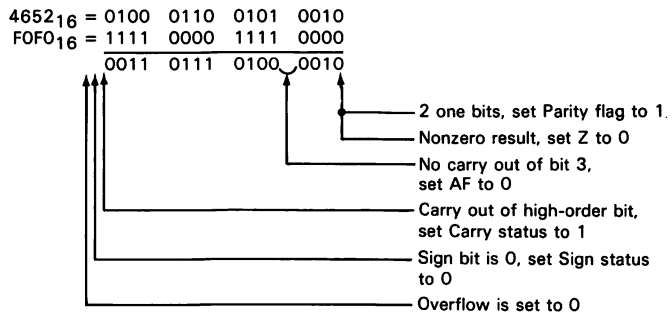 4652₁₆ = 0100 0110 0101 0010
F0F0₁₆ = 1111 0000 1111 0000
0011 0111 0100 0010
2 one bits, set Parity flag to 1.
Nonzero result, set Z to 0
No carry out of bit 3,
set AF to 0
Carry out of high-order bit,
set Carry status to 1
Sign bit is 0, set Sign status
to 0
Overflow is set to 0